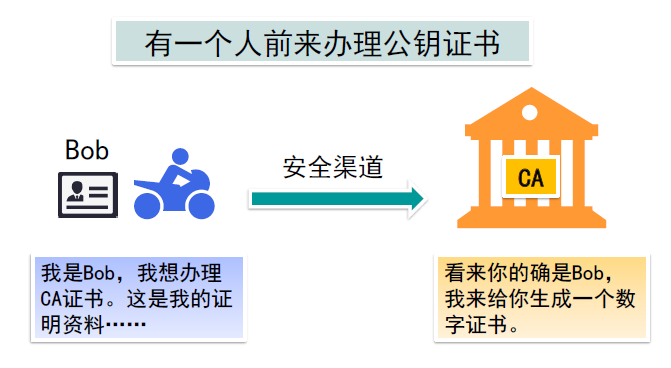 有一个人前来办理公钥证书
Bob
安全渠道
CA
我是Bob，我想办理
CA证书。这是我的证
明资料……
看来你的确是Bob，
我来给你生成一个数
字证书。